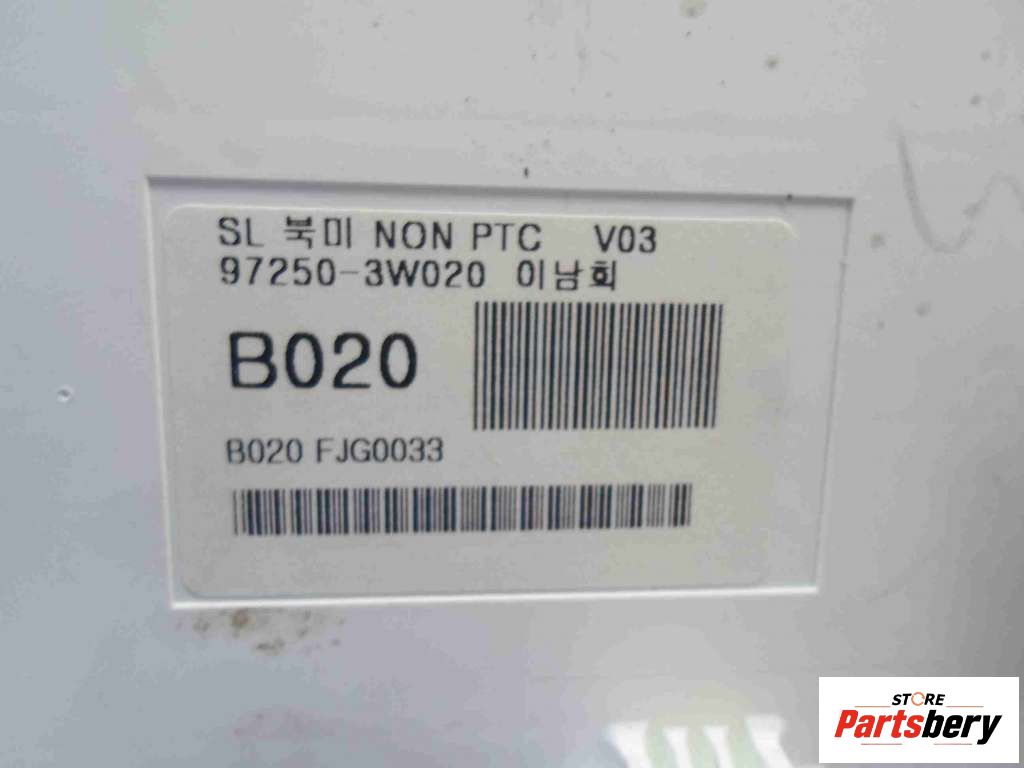 SL 북미 NON PTC V03
97250-3W020 이남희
B020
B020 FJG0033
STORE
Partsbery